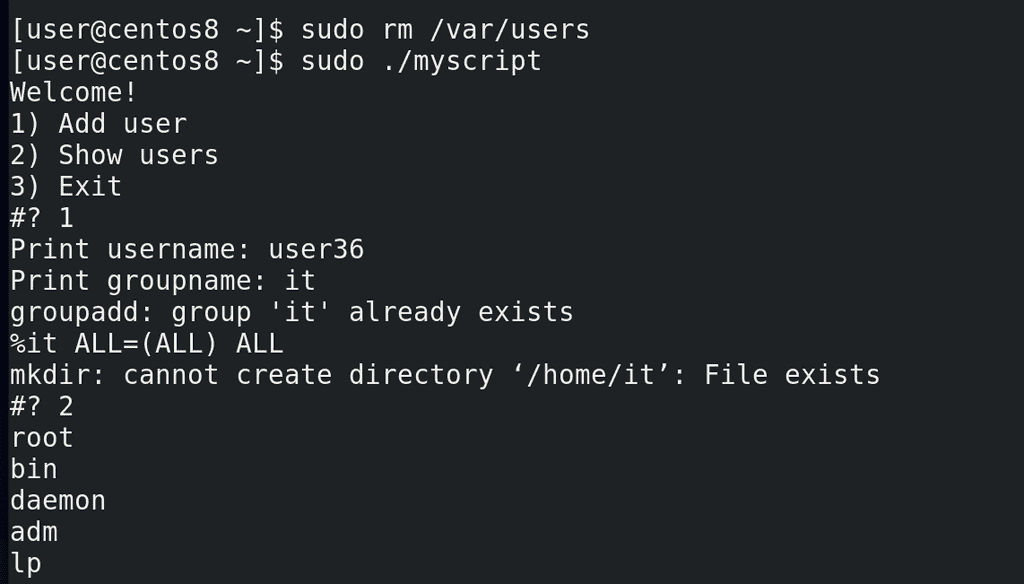 [user@centos8 ~]$ sudo rm /var/users
[user@centos8 ~]$ sudo ./myscript
Welcome!
1) Add user
2) Show users
3) Exit
#? 1
Print username: user36
Print groupname: it
groupadd: group 'it' already exists
%it ALL=(ALL) ALL
mkdir: cannot create directory ‘/home/it’: File exists
#? 2
root
bin
daemon
adm
lp